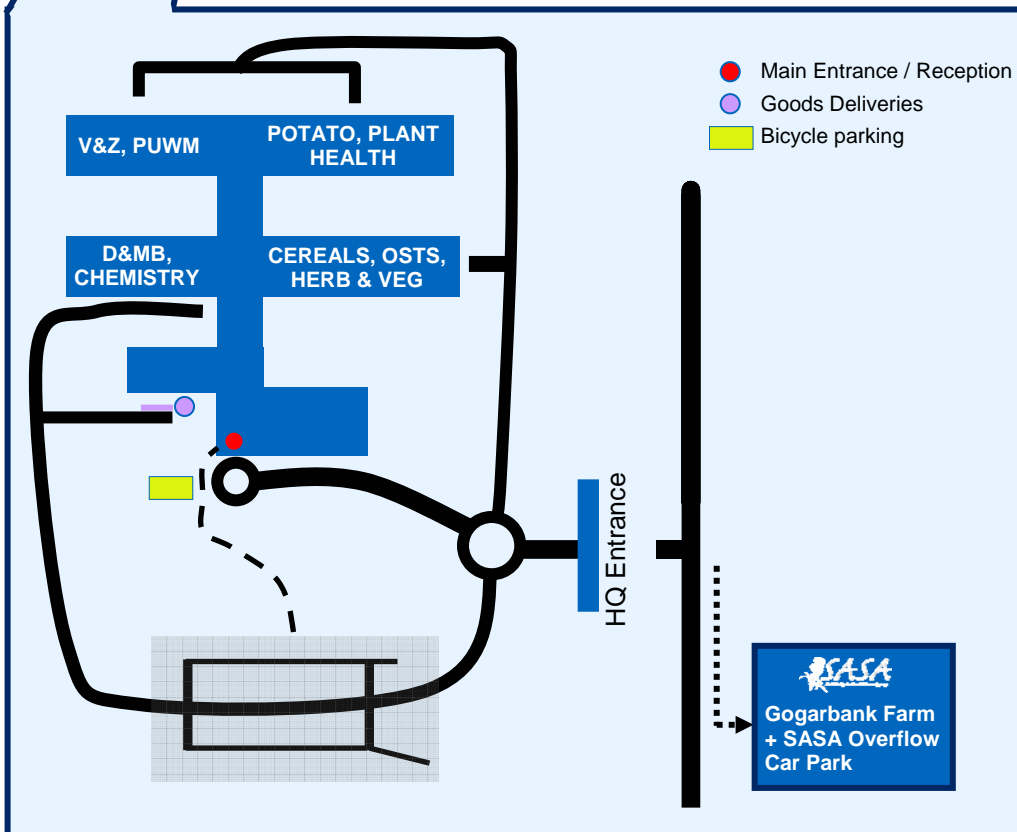 Main Entrance / Reception
Goods Deliveries
Bicycle parking
V&Z, PUWM
POTATO, PLANT
HEALTH
D&MB,
CHEMISTRY
CEREALS, OSTS,
HERB & VEG
HQ Entrance
SASA
Gogarbank Farm
+ SASA Overflow
Car Park